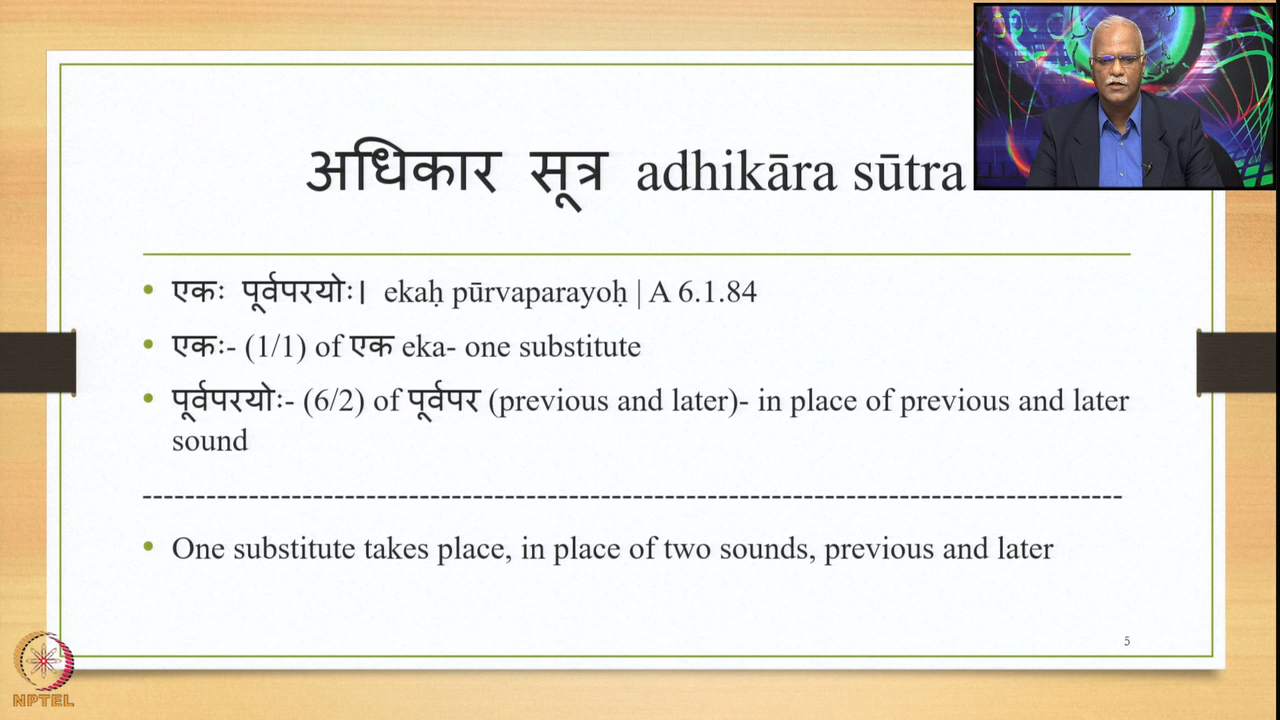 अधिकार सूत्र adhikāra sūtra
• एकः पूर्वपरयोः। ekaḥ pūrvaparayoḥ | A 6.1.84
• एकः- (1/1) of एक eka- one substitute
• पूर्वपरयोः- (6/2) of पूर्वपर (previous and later)- in place of previous and later
sound
--------------------------------------------------------------------------------------------
• One substitute takes place, in place of two sounds, previous and later
5
NPTEL